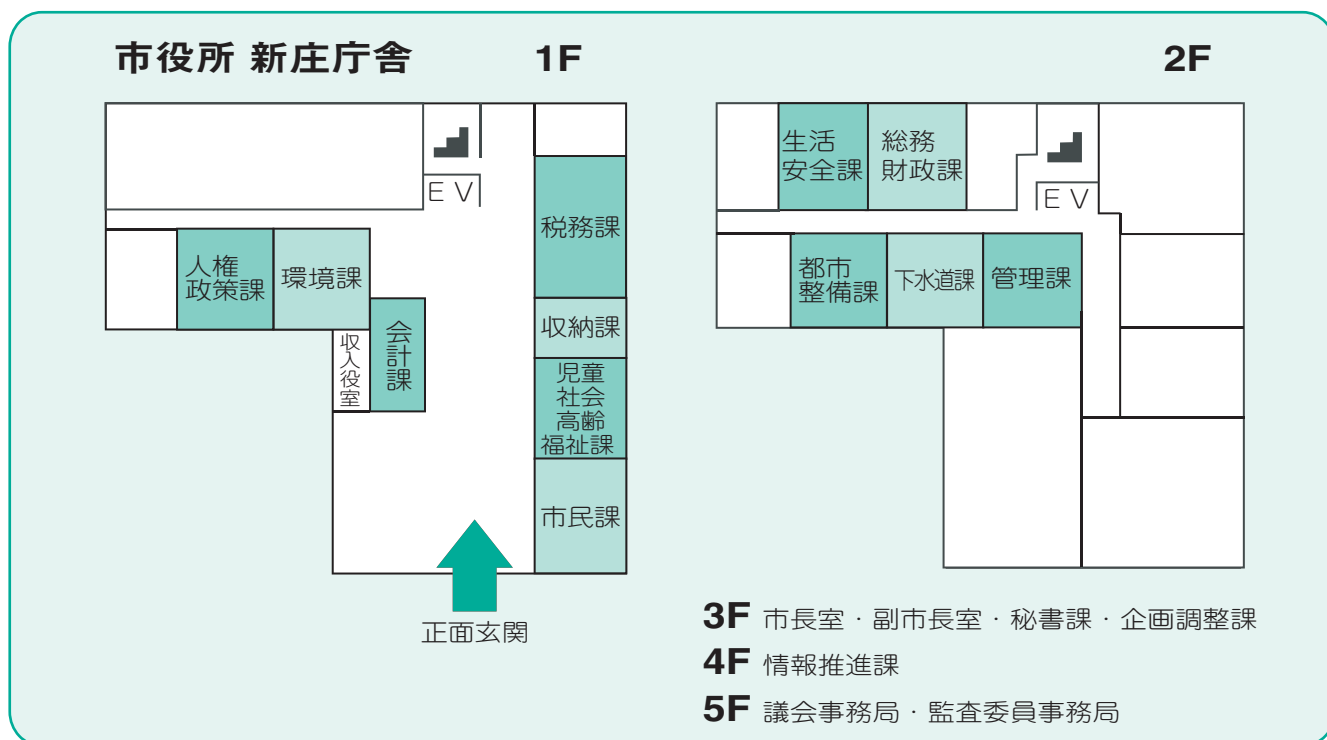 市役所 新庄庁舎
1F
EV
税務課
人権
政策課
環境課
収納課
会計課
収入役室
児童
社会
高齢
福祉課
市民課
正面玄関
2F
生活
安全課
総務
財政課
EV
都市
整備課
下水道課
管理課
3F 市長室・副市長室・秘書課・企画調整課
4F 情報推進課
5F 議会事務局・監査委員事務局